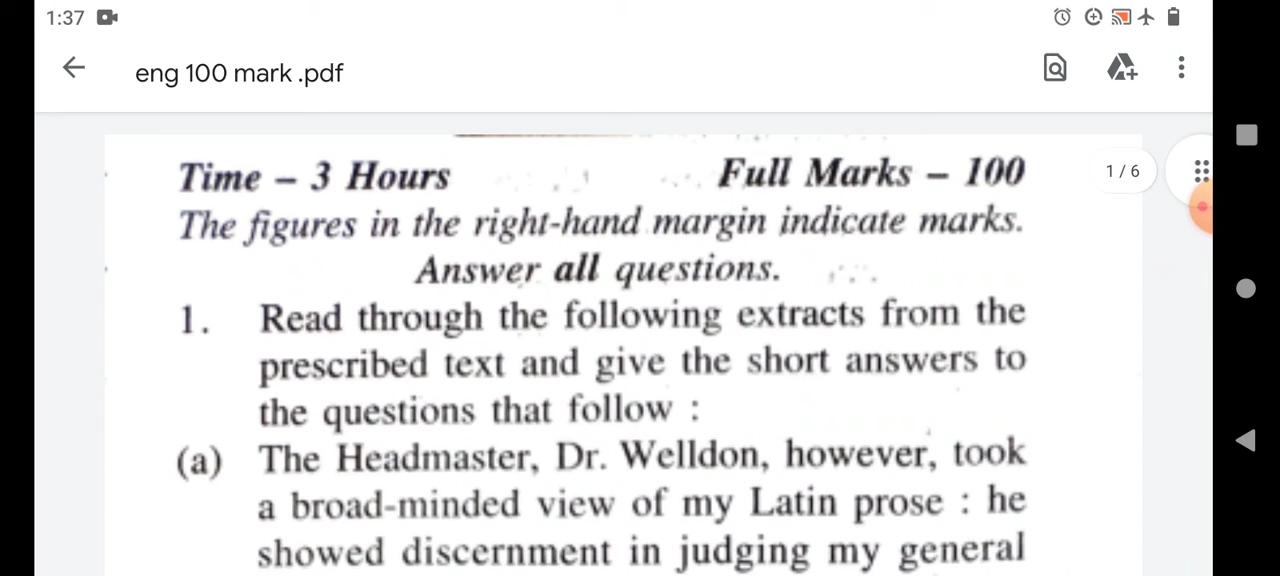 1:37
eng 100 mark .pdf
Time – 3 Hours Full Marks – 100
1 / 6
The figures in the right-hand margin indicate marks.
Answer all questions.
1. Read through the following extracts from the
prescribed text and give the short answers to
the questions that follow :
(a) The Headmaster, Dr. Welldon, however, took
a broad-minded view of my Latin prose : he
showed discernment in judging my general